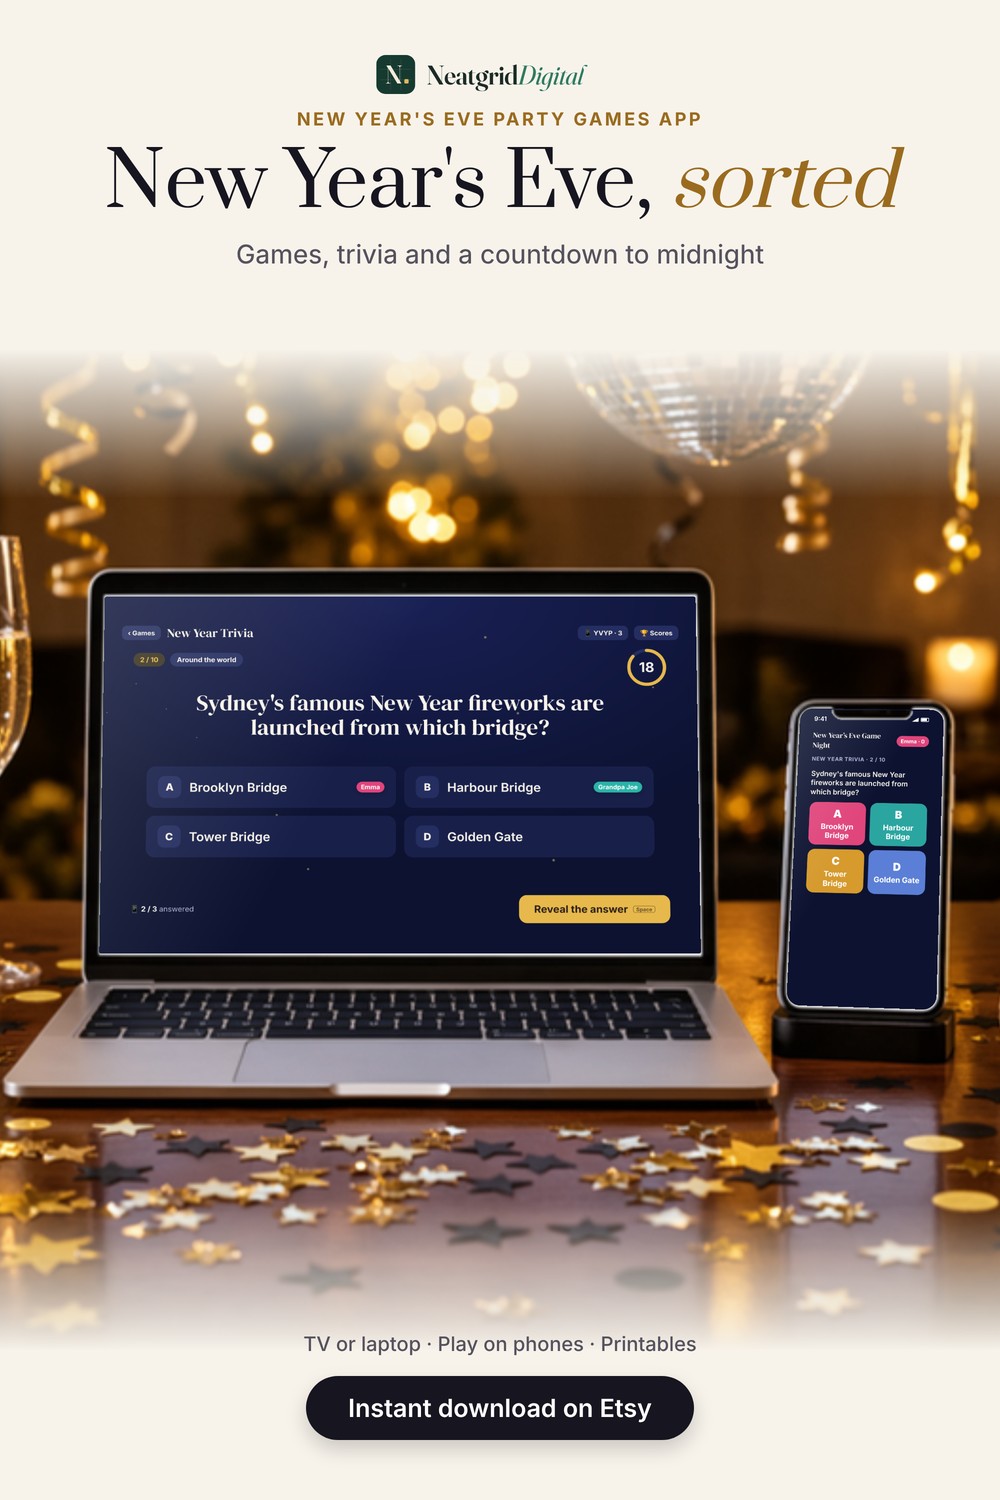 N.
NeatgridDigital
NEW YEAR'S EVE PARTY GAMES APP
New Year's Eve, sorted
Games, trivia and a countdown to midnight
‹ Games New Year Trivia
YVYP · 3
🏆 Scores
2 / 10
Around the world
18
Sydney's famous New Year fireworks are
launched from which bridge?
A Brooklyn Bridge Emma
B Harbour Bridge Grandpa Joe
C Tower Bridge
D Golden Gate
2 / 3 answered
Reveal the answer Space
9:41
New Year's Eve Game
Night
Emma · 0
NEW YEAR TRIVIA · 2 / 10
Sydney's famous New Year
fireworks are launched from
which bridge?
A
Brooklyn
Bridge
B
Harbour
Bridge
C
Tower
Bridge
D
Golden Gate
TV or laptop · Play on phones · Printables
Instant download on Etsy